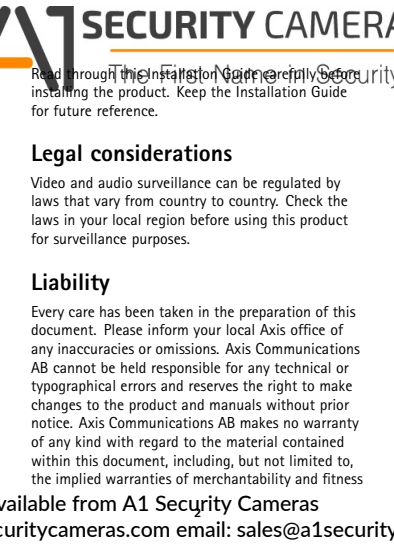 A1 SECURITY CAMERA
The First Name in Security
Read through this Installation Guide carefully before
installing the product. Keep the Installation Guide
for future reference.
Legal considerations
Video and audio surveillance can be regulated by
laws that vary from country to country. Check the
laws in your local region before using this product
for surveillance purposes.
Liability
Every care has been taken in the preparation of this
document. Please inform your local Axis office of
any inaccuracies or omissions. Axis Communications
AB cannot be held responsible for any technical or
typographical errors and reserves the right to make
changes to the product and manuals without prior
notice. Axis Communications AB makes no warranty
of any kind with regard to the material contained
within this document, including, but not limited to,
the implied warranties of merchantability and fitness
vailable from A1 Security Cameras
2
curitycameras.com email: sales@a1security